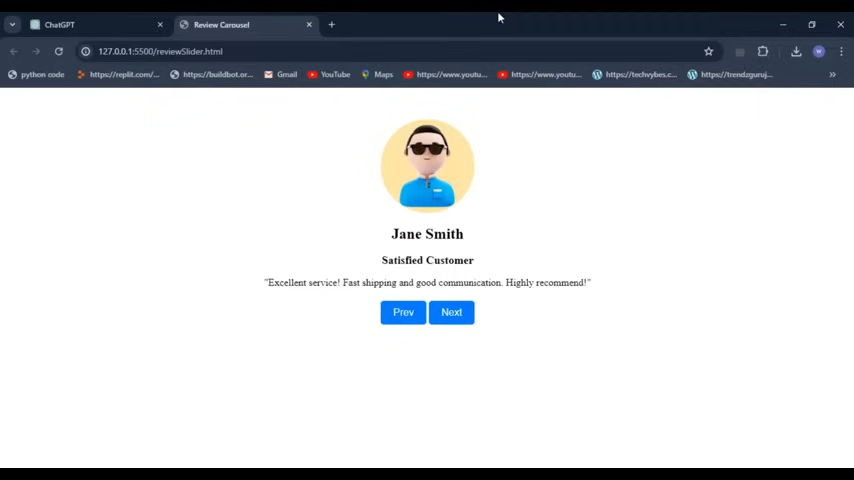 ChatGPT
Review Carousel
127.0.0.1:5500/reviewSlider.html
W
python code
https://replit.com/...
https://buildbot.or...
Gmail
YouTube
Maps
https://www.youtu...
https://www.youtu...
https://techvybes.c...
https://trendzguruj...
Jane Smith
Satisfied Customer
"Excellent service! Fast shipping and good communication. Highly recommend!"
Prev Next